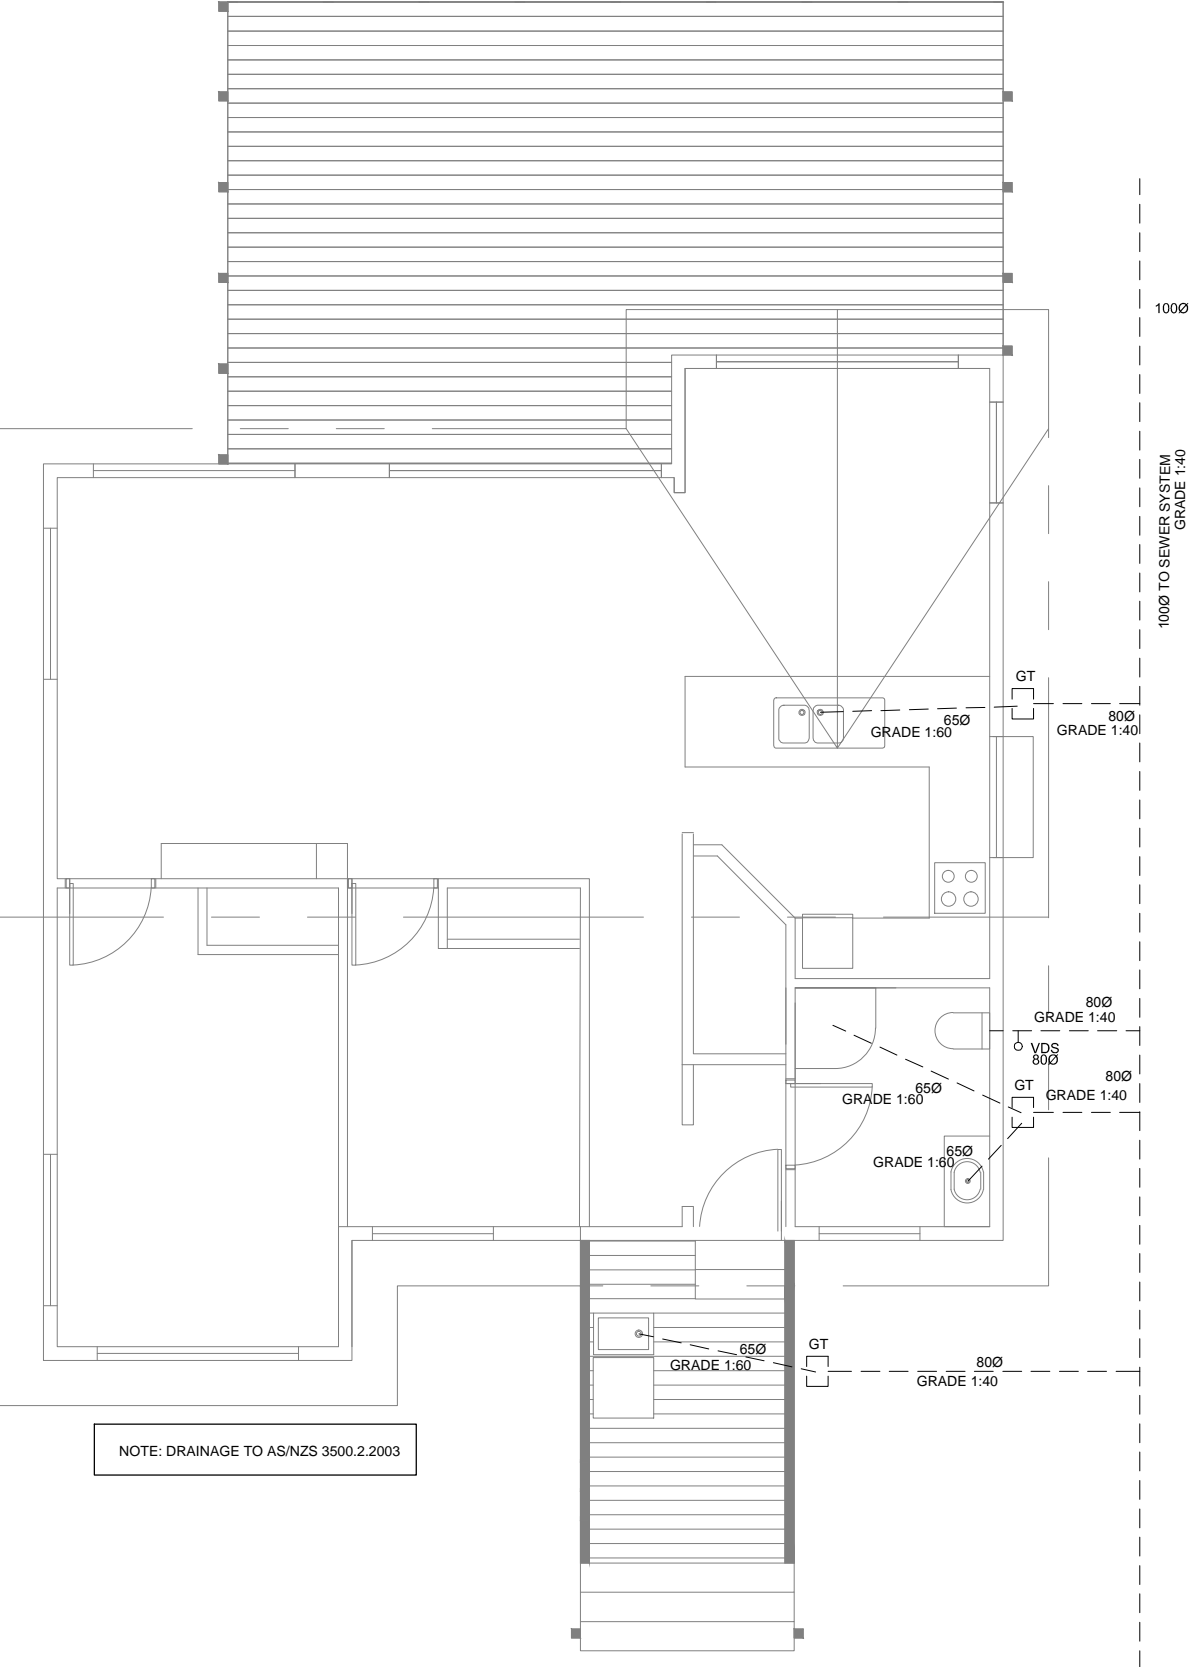 100Ø
100Ø TO SEWER SYSTEM
GRADE 1:40
GT
65Ø
GRADE 1:60
80Ø
GRADE 1:40
80Ø
GRADE 1:40
VDS
80Ø
80Ø
GT
GRADE 1:40
65Ø
GRADE 1:60
65Ø
GRADE 1:60
GT
65Ø
GRADE 1:60
80Ø
GRADE 1:40
NOTE: DRAINAGE TO AS/NZS 3500.2.2003